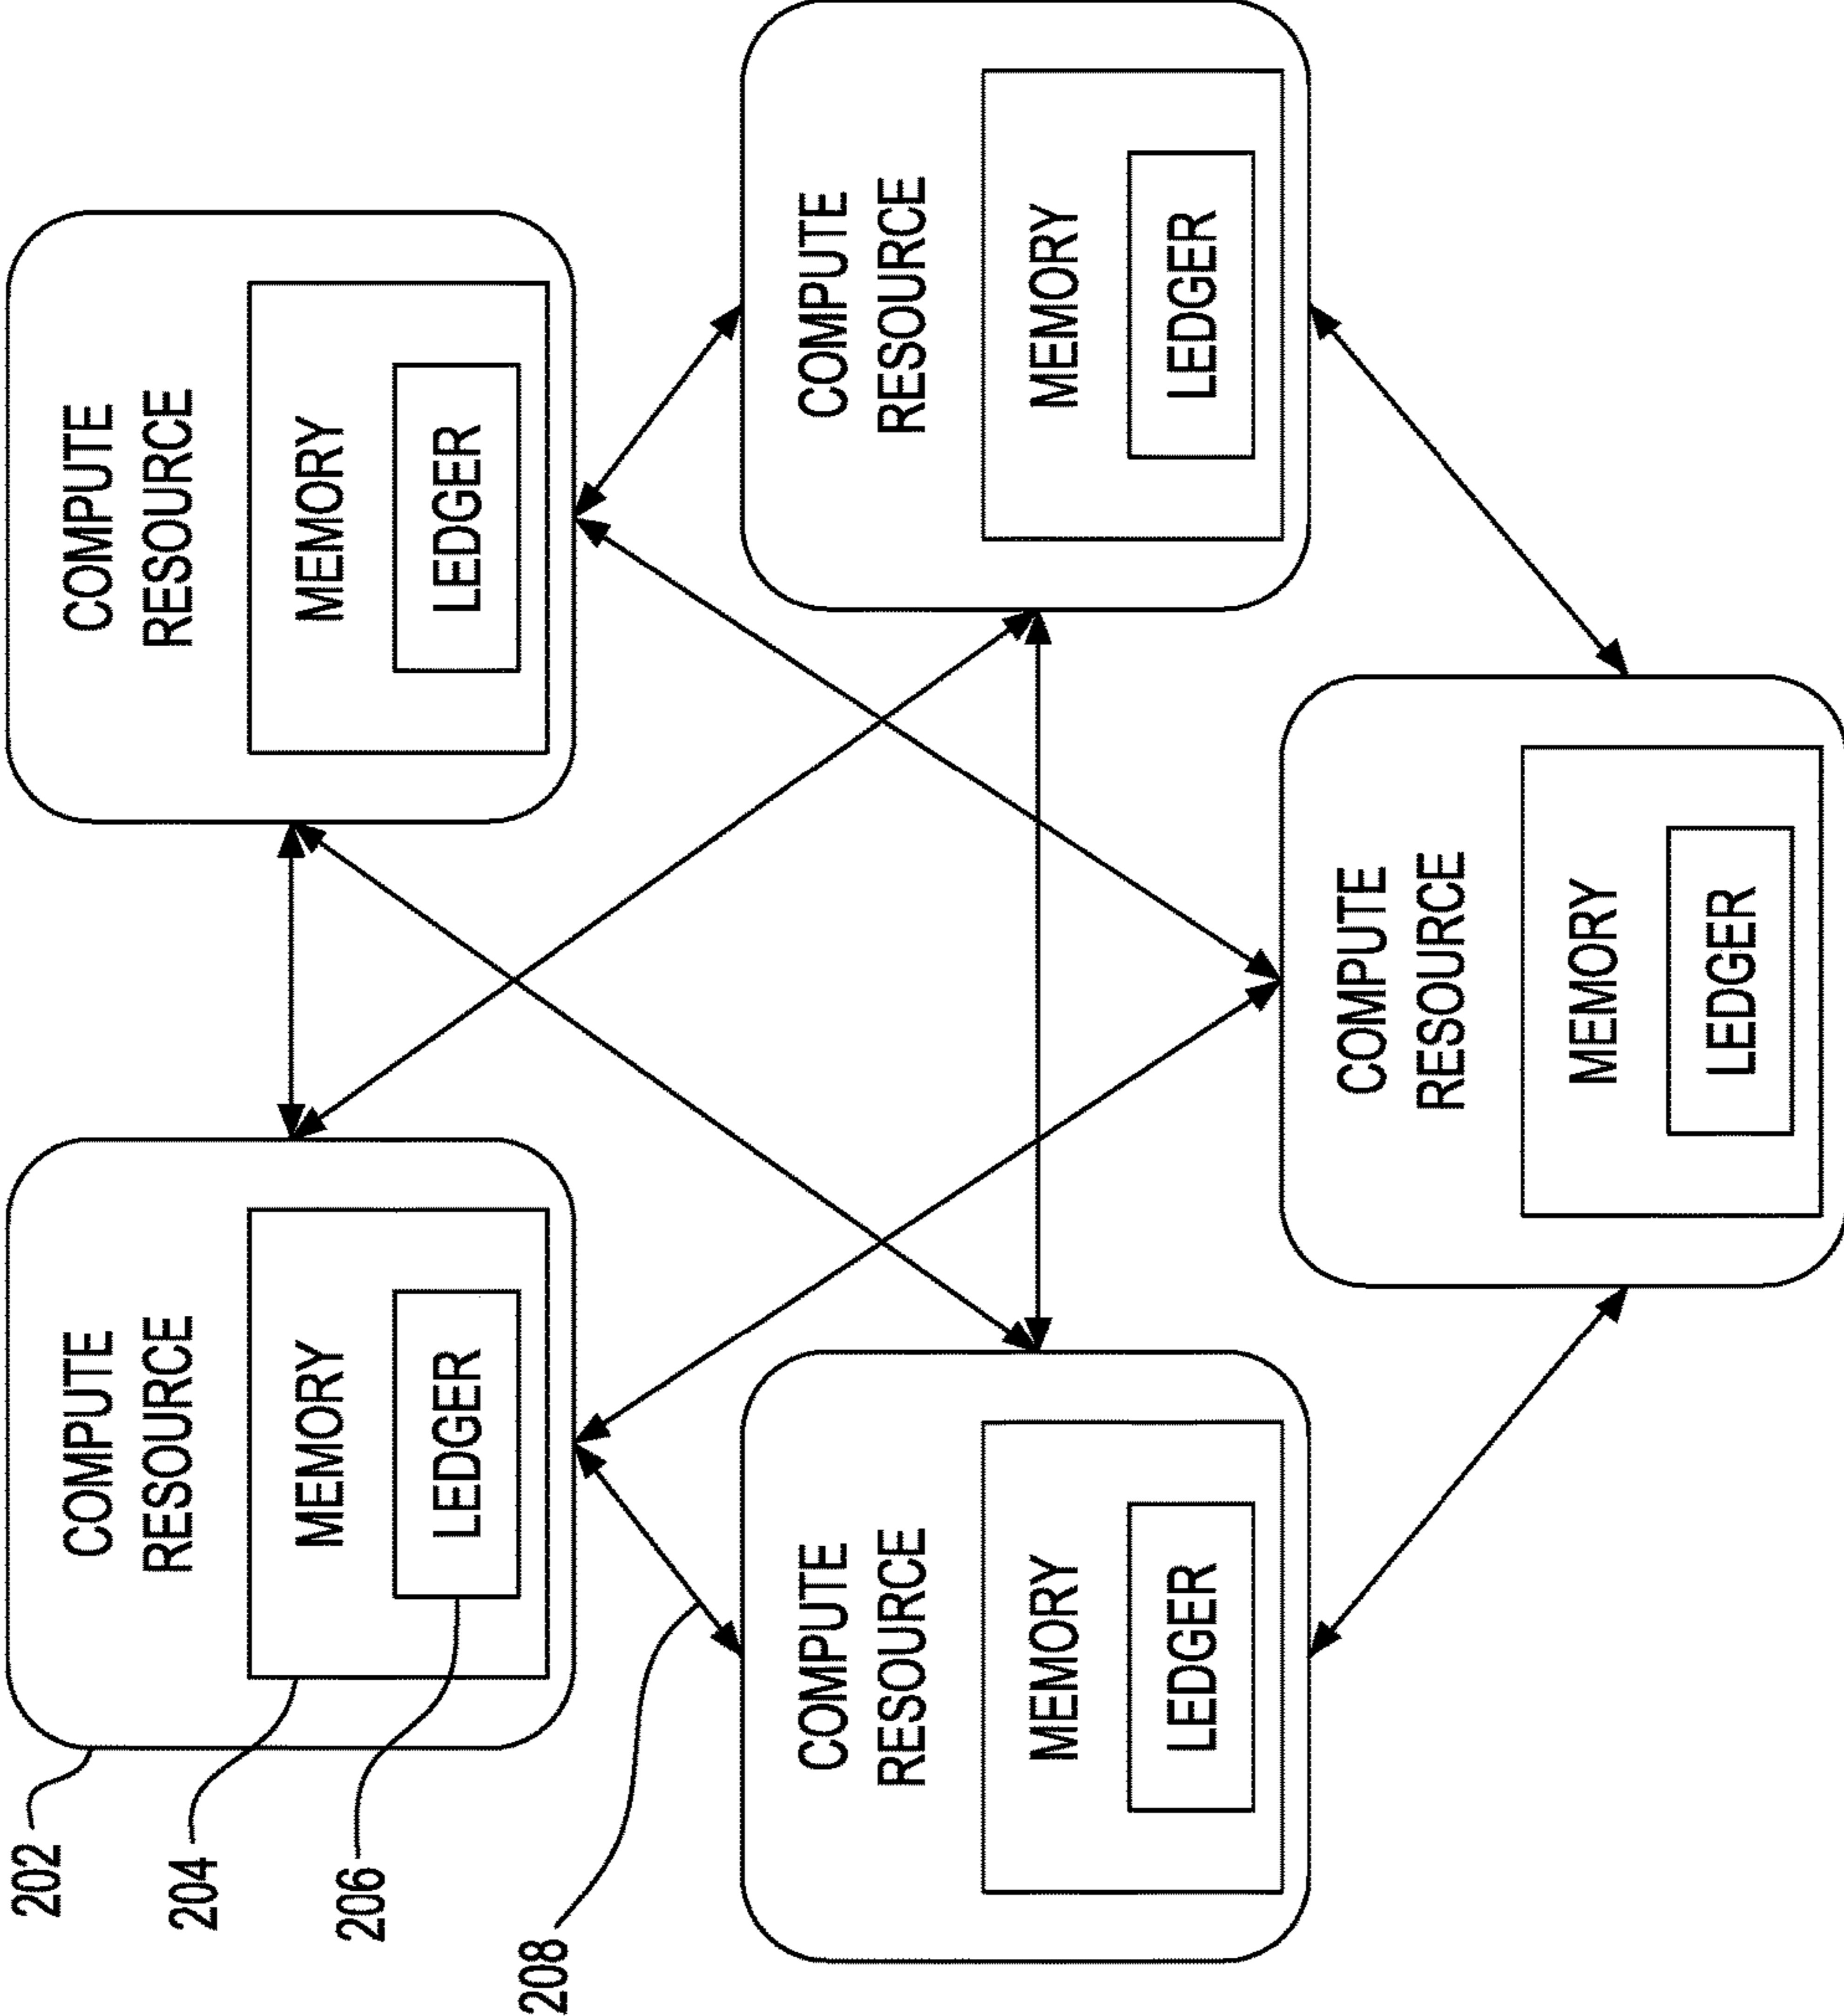 202
204
206
208
COMPUTE
RESOURCE
MEMORY
LEDGER
COMPUTE
RESOURCE
MEMORY
LEDGER
COMPUTE
RESOURCE
MEMORY
LEDGER
COMPUTE
RESOURCE
MEMORY
LEDGER
COMPUTE
RESOURCE
MEMORY
LEDGER